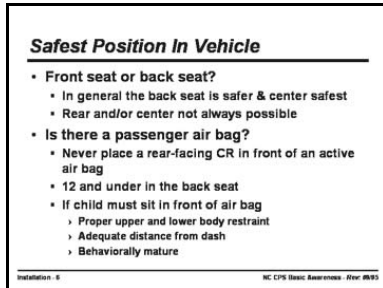 Safest Position In Vehicle
• Front seat or back seat?
▪ In general the back seat is safer & center safest
▪ Rear and/or center not always possible
• Is there a passenger air bag?
▪ Never place a rear-facing CR in front of an active
air bag
▪ 12 and under in the back seat
▪ If child must sit in front of air bag
› Proper upper and lower body restraint
› Adequate distance from dash
› Behaviorally mature
Installation - 6
NC CPS Basic Awareness - Rev: